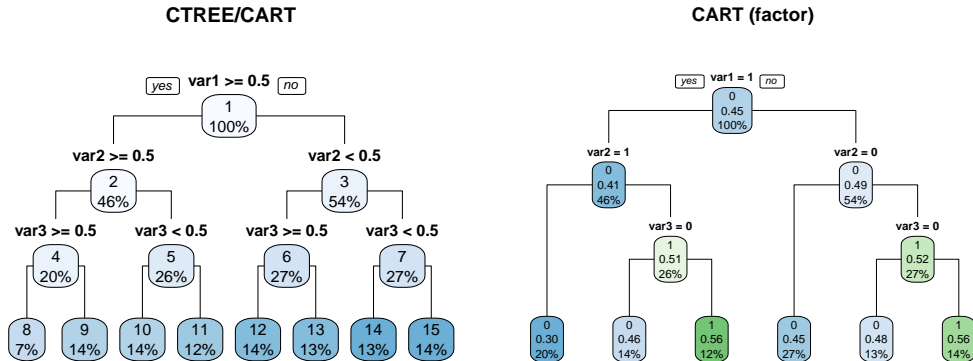 CTREE/CART
yes var1 >= 0.5 no
1
100%
var2 >= 0.5 var2 < 0.5
2 3
46% 54%
var3 >= 0.5 var3 < 0.5 var3 >= 0.5 var3 < 0.5
4 5 6 7
20% 26% 27% 27%
8 9 10 11 12 13 14 15
7% 14% 14% 12% 14% 13% 13% 14%
CART (factor)
yes var1 = 1 no
0
0.45
100%
var2 = 1 var2 = 0
0 0
0.41 0.49
46% 54%
var3 = 0 var3 = 0
1 1
0.51 0.52
26% 27%
0 0 1 0 0 1
0.30 0.46 0.56 0.45 0.48 0.56
20% 14% 12% 27% 13% 14%